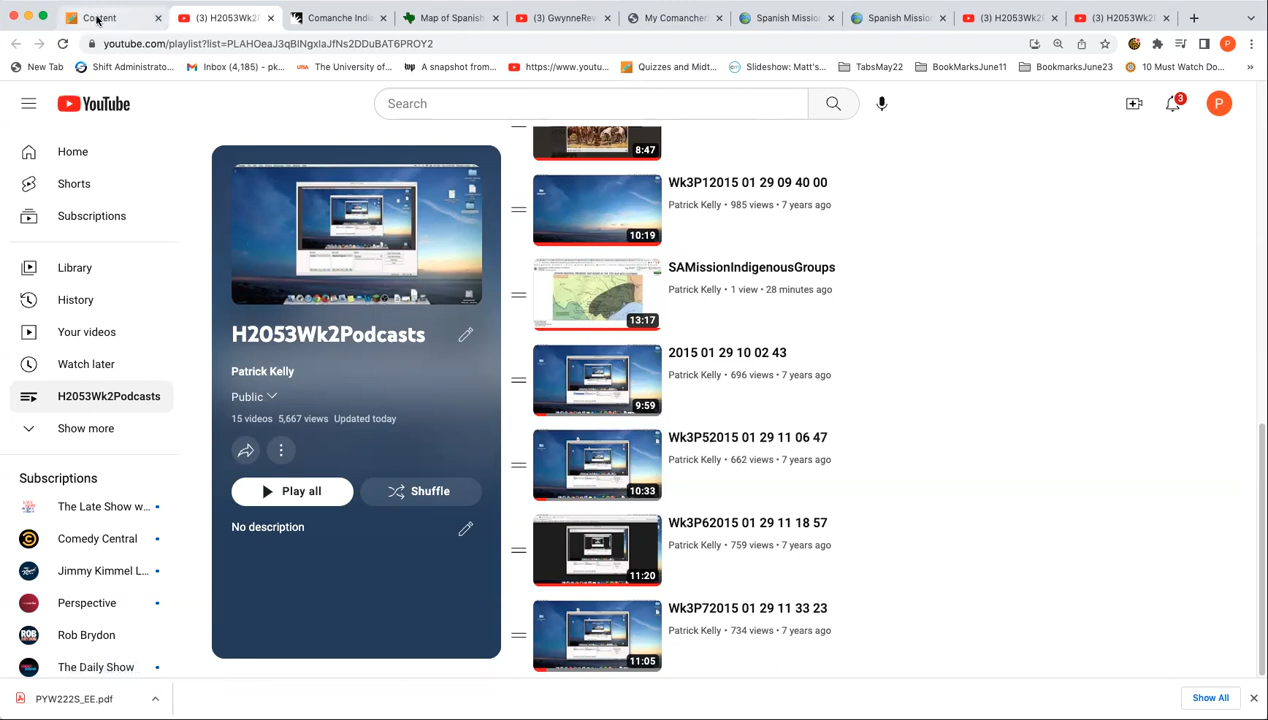 Content
(3) H2053Wk2
Comanche Indi
Map of Spanish
(3) GwynneRev
My Comancheri
Spanish Mission
Spanish Mission
(3) H2053Wk2
(3) H2053Wk2
youtube.com/playlist?list=PLAHOeaJ3qBlNgxlaJfNs2DDuBAT6PROY2
P
New Tab
Shift Administrato...
Inbox (4,185) - pk...
The University of...
A snapshot from...
https://www.youtu...
Quizzes and Midt...
Slideshow: Matt's...
TabsMay22
BookMarksJune11
BookmarksJune23
10 Must Watch Do...
»
YouTube
Search
3
P
Home
Shorts
Subscriptions
Library
History
Your videos
Watch later
H2053Wk2Podcasts
Show more
Subscriptions
The Late Show w...
Comedy Central
Jimmy Kimmel L...
Perspective
ROB BRYDON
Rob Brydon
The Daily Show
H2053Wk2Podcasts
Patrick Kelly
Public
15 videos 5,667 views Updated today
Play all
Shuffle
No description
8:47
Wk3P12015 01 29 09 40 00
Patrick Kelly • 985 views • 7 years ago
10:19
SAMissionIndigenousGroups
Patrick Kelly • 1 view • 28 minutes ago
13:17
2015 01 29 10 02 43
Patrick Kelly • 696 views • 7 years ago
9:59
Wk3P52015 01 29 11 06 47
Patrick Kelly • 662 views • 7 years ago
10:33
Wk3P62015 01 29 11 18 57
Patrick Kelly • 759 views • 7 years ago
11:20
Wk3P72015 01 29 11 33 23
Patrick Kelly • 734 views • 7 years ago
11:05
PYW222S_EE.pdf
Show All